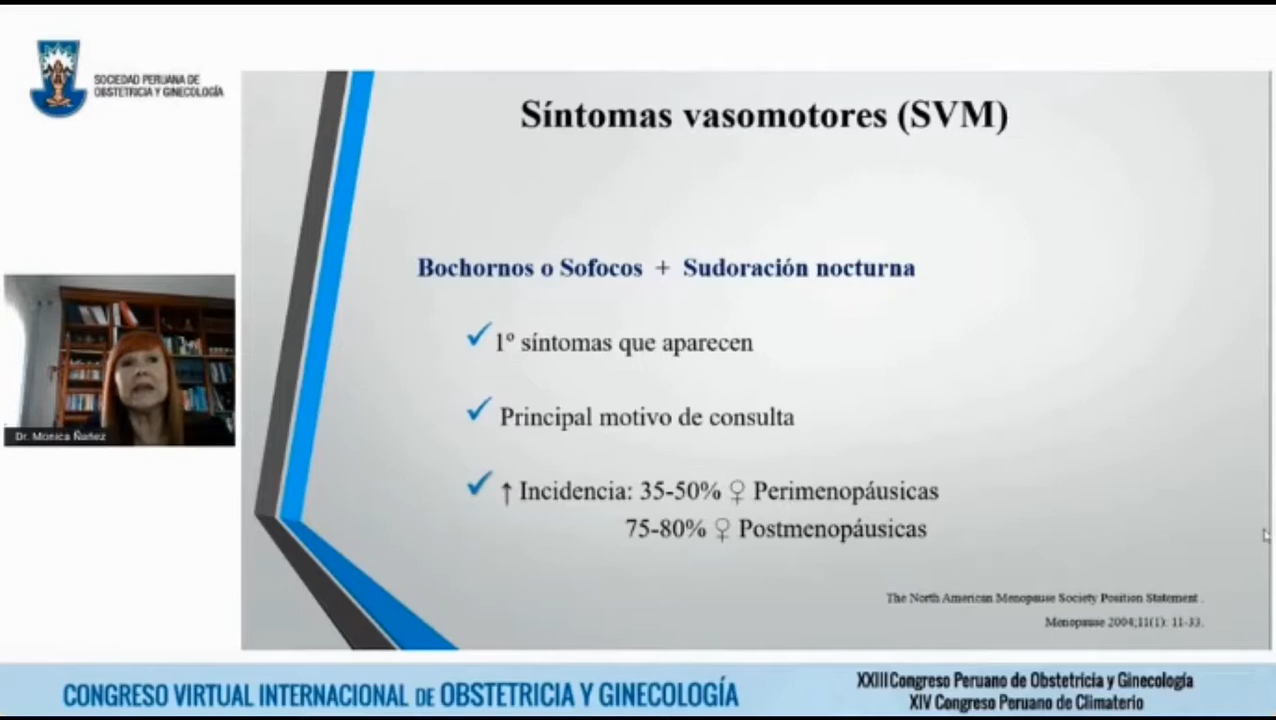 SOCIEDAD PERUANA DE
OBSTETRICIA Y GINECOLOGÍA
Síntomas vasomotores (SVM)
Bochornos o Sofocos + Sudoración nocturna
✓ 1º síntomas que aparecen
✓ Principal motivo de consulta
✓ ↑ Incidencia: 35-50% ♀ Perimenopáusicas
75-80% ♀ Postmenopáusicas
The North American Menopause Society Position Statement .
Menopause 2004;11(1): 11-33.
Dr. Monica Ñañez
CONGRESO VIRTUAL INTERNACIONAL DE OBSTETRICIA Y GINECOLOGÍA
XXIII Congreso Peruano de Obstetricia y Ginecología
XIV Congreso Peruano de Climaterio